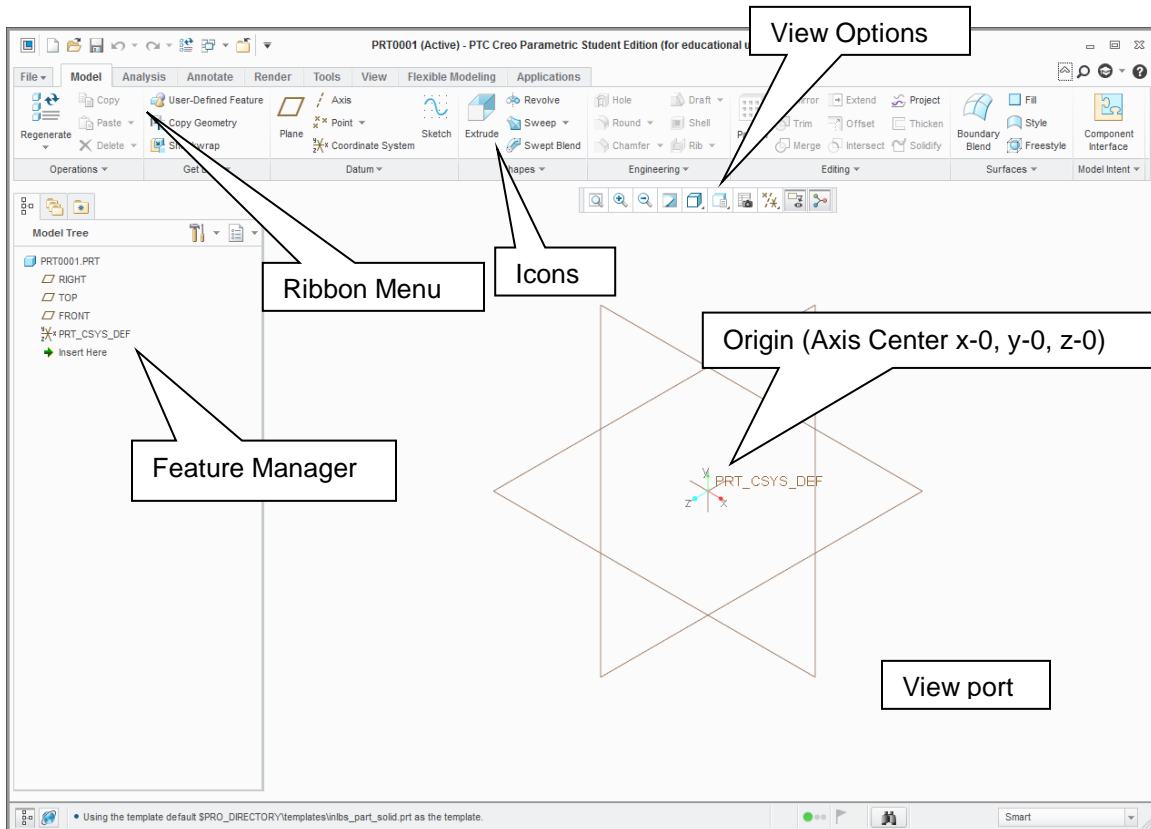 PRT0001 (Active) - PTC Creo Parametric Student Edition (for educational u
View Options
File Model Analysis Annotate Render Tools View Flexible Modeling Applications
Copy User-Defined Feature Axis Revolve Hole Draft Extend Project Fill
Regenerate Paste Copy Geometry Plane Point Sketch Extrude Sweep Round Shell Trim Offset Thicken Boundary Blend Style Component Interface
Delete Coordinate System Swept Blend Chamfer Rib Merge Intersect Solidify Freestyle
Operations Datum Engineering Editing Surfaces Model Intent
Model Tree
Ribbon Menu
Icons
PRT0001.PRT
RIGHT
TOP
FRONT
PRT_CSYS_DEF
Insert Here
Origin (Axis Center x-0, y-0, z-0)
Feature Manager
y
PRT_CSYS_DEF
z x
View port
Using the template default $PRO_DIRECTORY\templates\inlbs_part_solid.prt as the template.
Smart